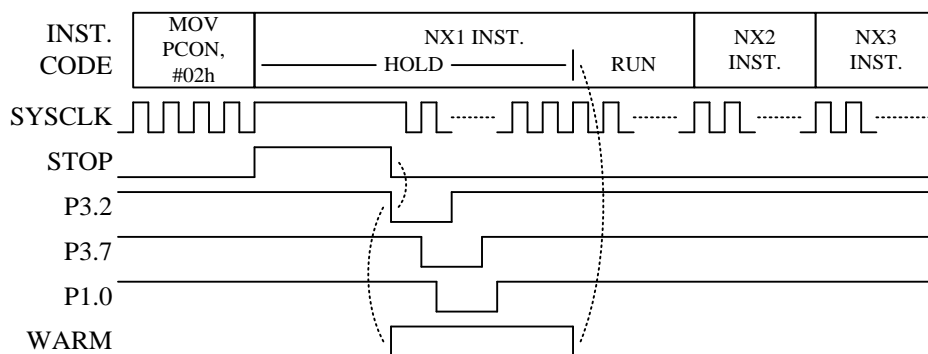 INST. CODE
MOV PCON, #02h
NX1 INST.
HOLD
RUN
NX2 INST.
NX3 INST.
SYSCLK
STOP
P3.2
P3.7
P1.0
WARM